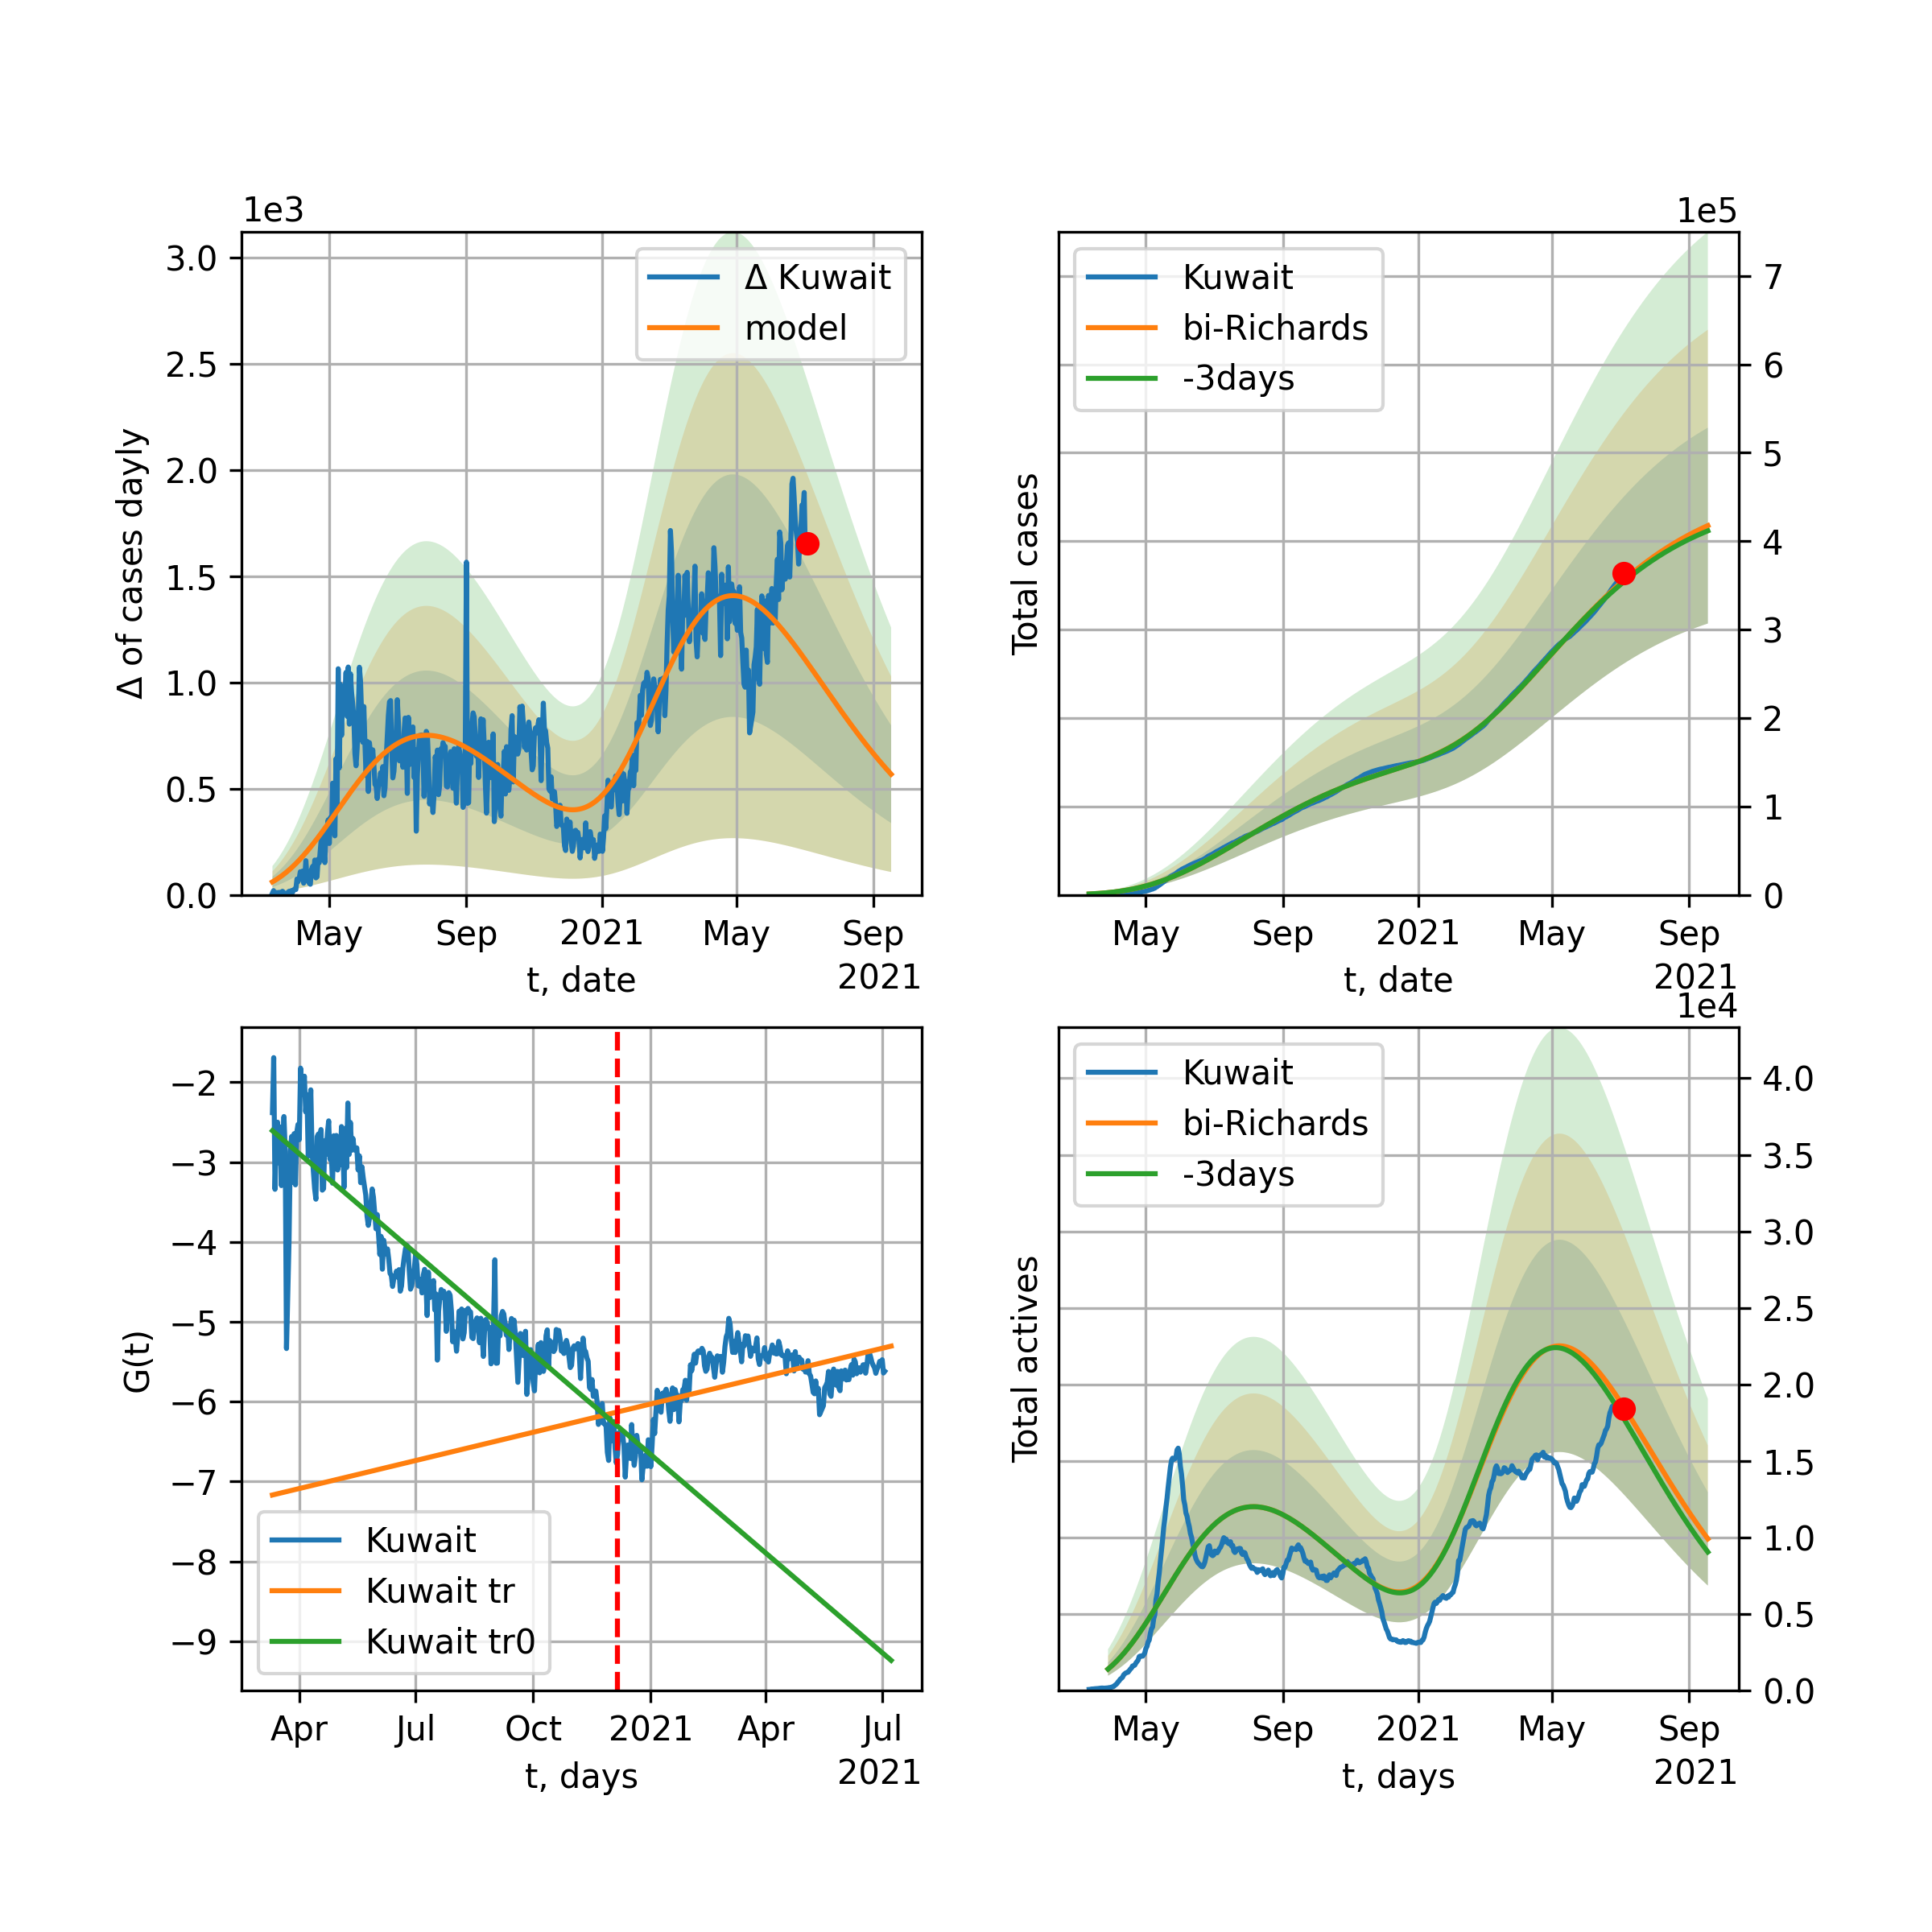 1e3
3.0
2.5
2.0
1.5
1.0
0.5
0.0
Δ of cases dayly
Δ Kuwait
model
May Sep 2021 May Sep
2021
t, date
1e5
7
6
5
4
3
2
1
0
Total cases
Kuwait
bi-Richards
-3days
May Sep 2021 May Sep
2021
t, date
−2
−3
−4
−5
−6
−7
−8
−9
G(t)
Kuwait
Kuwait tr
Kuwait tr0
Apr Jul Oct 2021 Apr Jul
2021
t, days
1e4
4.0
3.5
3.0
2.5
2.0
1.5
1.0
0.5
0.0
Total actives
Kuwait
bi-Richards
-3days
May Sep 2021 May Sep
2021
t, days